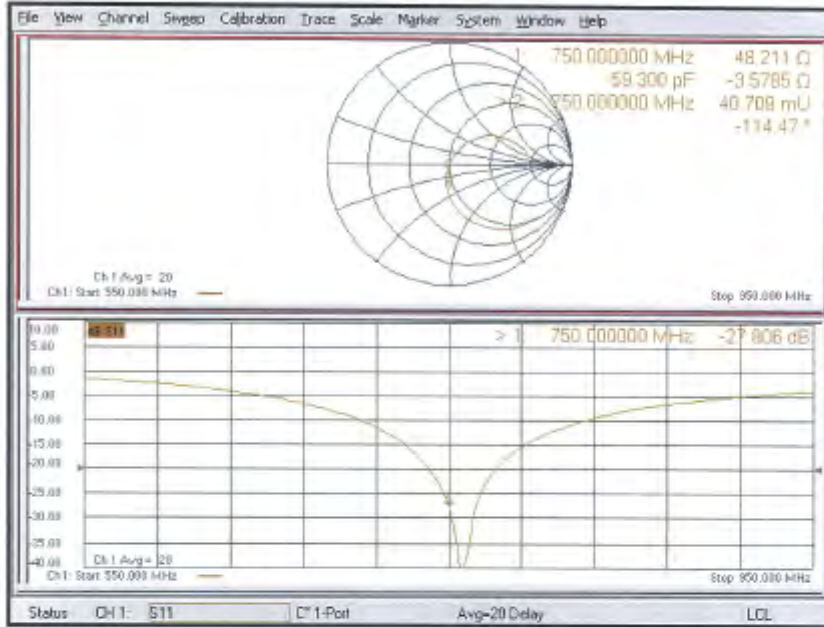 File View Channel Sweep Calibration Trace Scale Marker System Window Help
1 750.000000 MHz 48.211 Ω
59.300 pF -3.5785 Ω
2 750.000000 MHz 40.709 mU
-114.47 °
Ch 1 Avg = 20
Ch1: Start 550.000 MHz
Stop 950.000 MHz
10.00
5.00
0.00
-5.00
-10.00
-15.00
-20.00
-25.00
-30.00
-35.00
-40.00
> 1 750.000000 MHz -27.806 dB
Ch 1 Avg = 20
Ch1: Start 550.000 MHz
Stop 950.000 MHz
Status CH 1: S11 C* 1-Port Avg=20 Delay LCL